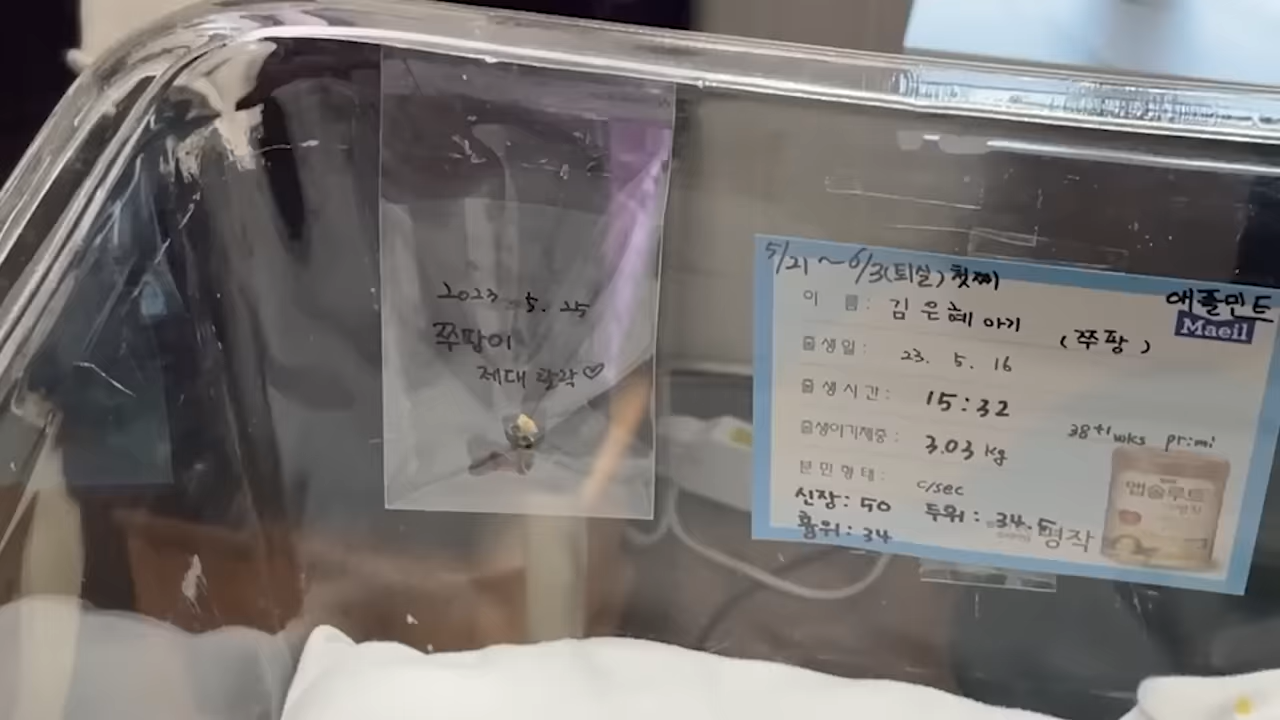 2023. 5. 25
쭈팡이
제대 탈락♡
5/21 ~ 6/3(퇴실) 첫째
애플민트
Maeil
이 름: 김은혜 아기 (쭈팡)
출생일: 23. 5. 16
출생시간: 15:32
38+1 wks primi
출생아기체중: 3.03 kg
분만형태: c/sec
신장: 50 두위: 34.5
흉위: 34
앱솔루트
명작